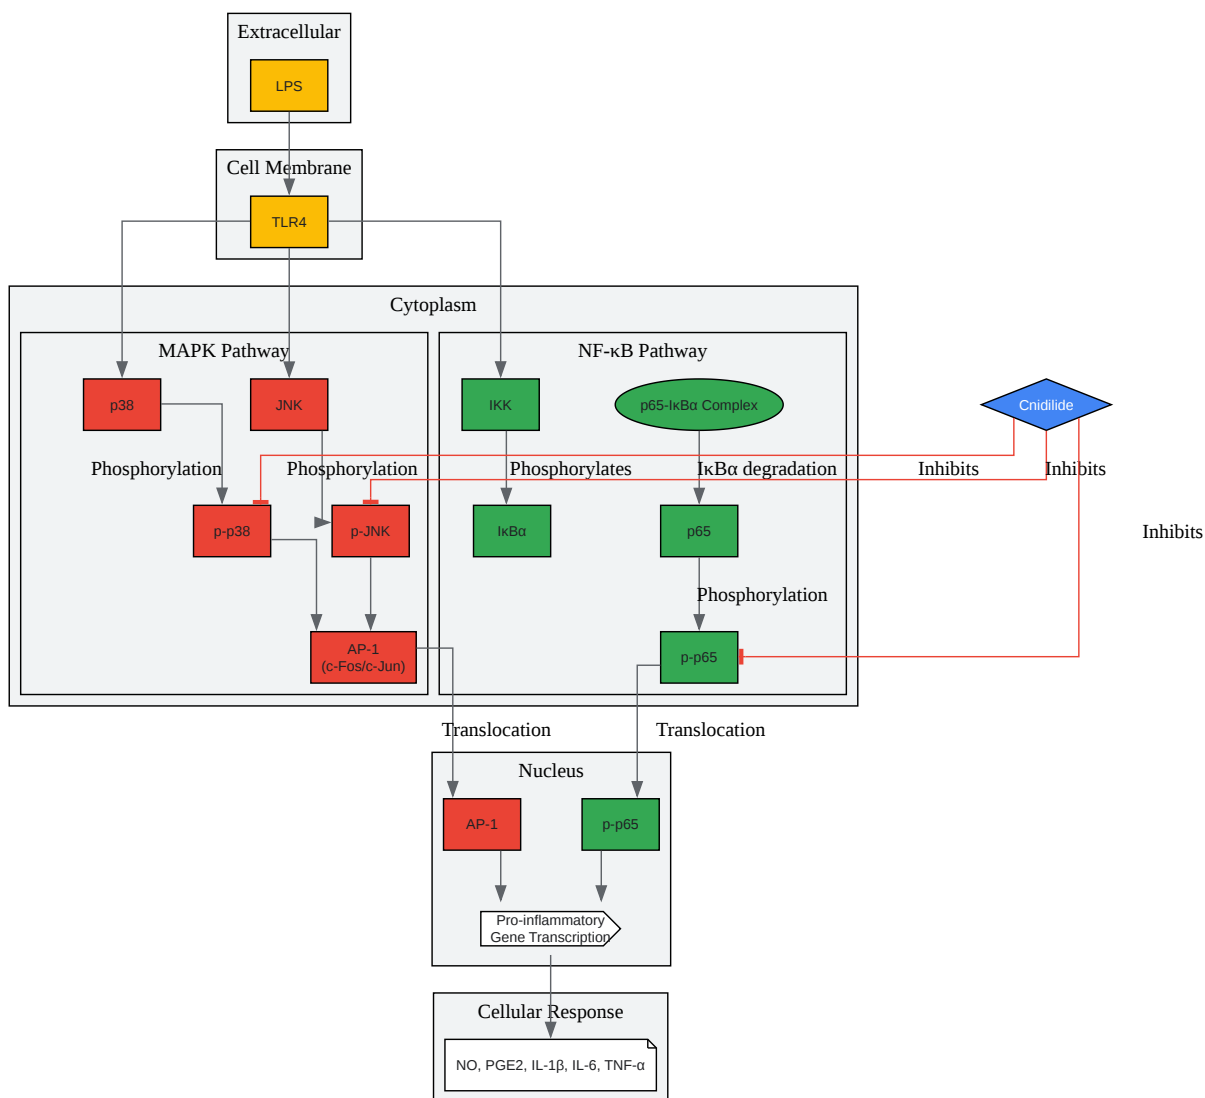 Extracellular
LPS
Cell Membrane
TLR4
Cytoplasm
MAPK Pathway
NF-κB Pathway
p38
JNK
IKK
p65-IκBα Complex
Cnidilide
Phosphorylation
Phosphorylation
Phosphorylates
IκBα degradation
Inhibits
Inhibits
p-p38
p-JNK
IκBα
p65
Inhibits
Phosphorylation
AP-1
(c-Fos/c-Jun)
p-p65
Translocation
Translocation
Nucleus
AP-1
p-p65
Pro-inflammatory
Gene Transcription
Cellular Response
NO, PGE2, IL-1β, IL-6, TNF-α